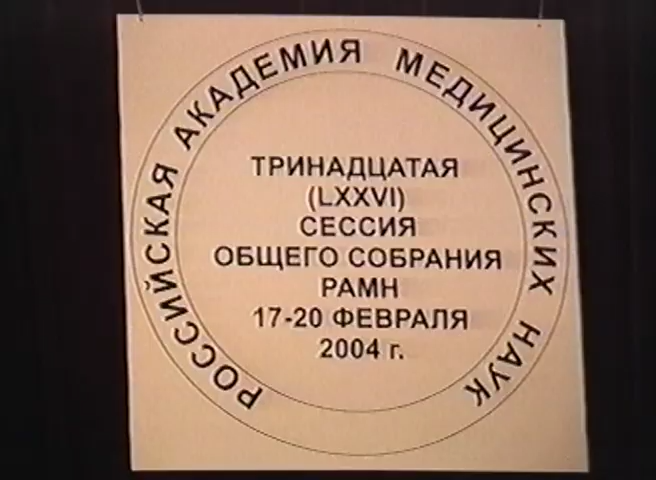 РОССИЙСКАЯ АКАДЕМИЯ МЕДИЦИНСКИХ НАУК
ТРИНАДЦАТАЯ
(LXXVI)
СЕССИЯ
ОБЩЕГО СОБРАНИЯ
РАМН
17-20 ФЕВРАЛЯ
2004 г.